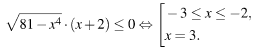 √(81 − x⁴) · (x + 2) ≤ 0 ⇔ [ −3 ≤ x ≤ −2,
x = 3.